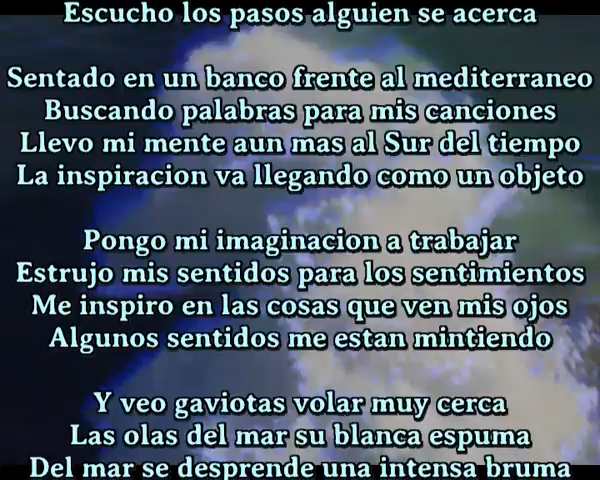 Escucho los pasos alguien se acerca
Sentado en un banco frente al mediterraneo
Buscando palabras para mis canciones
Llevo mi mente aun mas al Sur del tiempo
La inspiracion va llegando como un objeto
Pongo mi imaginacion a trabajar
Estrujo mis sentidos para los sentimientos
Me inspiro en las cosas que ven mis ojos
Algunos sentidos me estan mintiendo
Y veo gaviotas volar muy cerca
Las olas del mar su blanca espuma
Del mar se desprende una intensa bruma